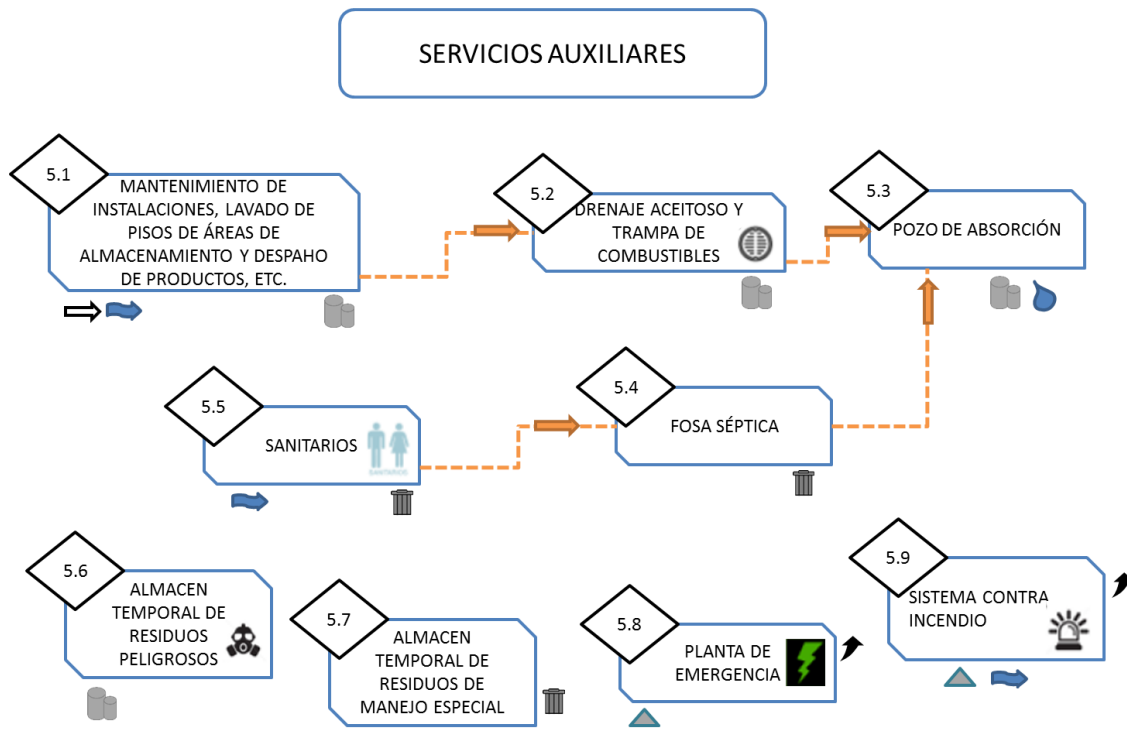 SERVICIOS AUXILIARES
5.1
MANTENIMIENTO DE
INSTALACIONES, LAVADO DE
PISOS DE ÁREAS DE
ALMACENAMIENTO Y DESPAHO
DE PRODUCTOS, ETC.
5.2
DRENAJE ACEITOSO Y
TRAMPA DE
COMBUSTIBLES
5.3
POZO DE ABSORCIÓN
5.5
SANITARIOS
SANITARIOS
5.4
FOSA SÉPTICA
5.6
ALMACEN
TEMPORAL DE
RESIDUOS
PELIGROSOS
5.7
ALMACEN
TEMPORAL DE
RESIDUOS DE
MANEJO ESPECIAL
5.8
PLANTA DE
EMERGENCIA
5.9
SISTEMA CONTRA
INCENDIO